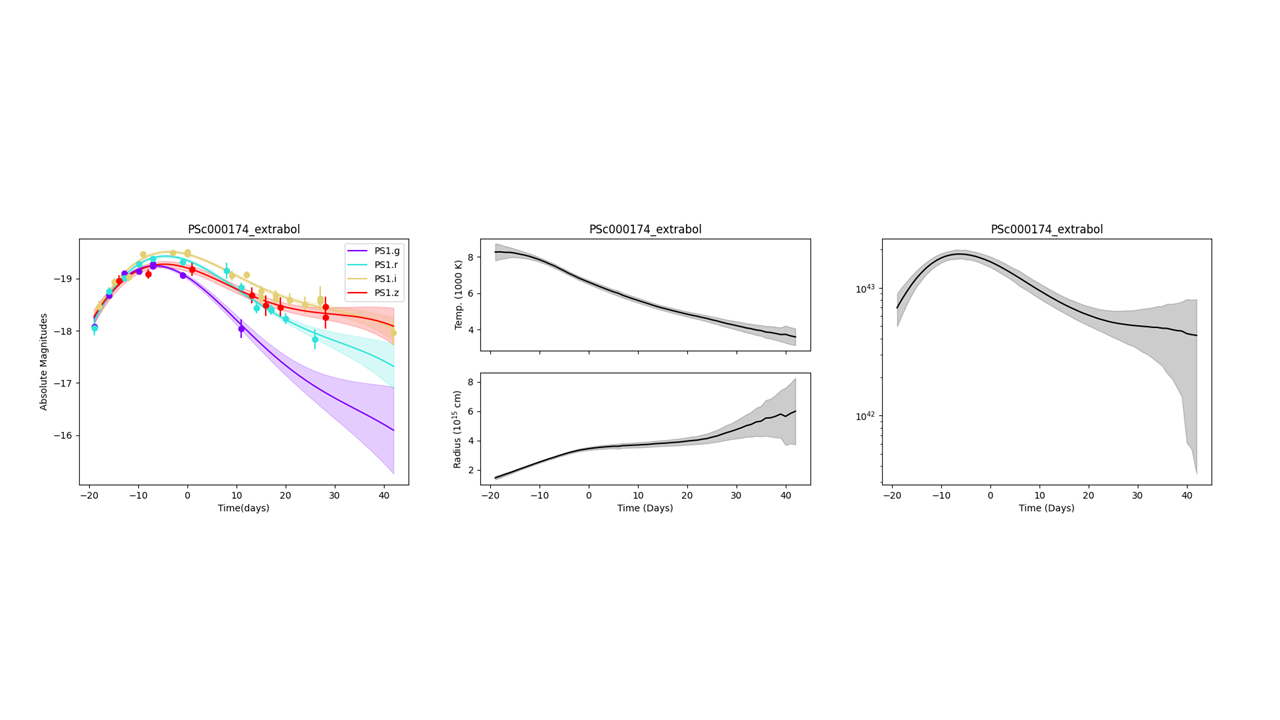 PSc000174_extrabol
PS1.g
PS1.r
PS1.i
PS1.z
Absolute Magnitudes
−19
−18
−17
−16
−20
−10
0
10
20
30
40
Time(days)
PSc000174_extrabol
Temp. (1000 K)
8
6
4
Radius (10¹⁵ cm)
8
6
4
2
−20
−10
0
10
20
30
40
Time (Days)
PSc000174_extrabol
10⁴³
10⁴²
−20
−10
0
10
20
30
40
Time (Days)